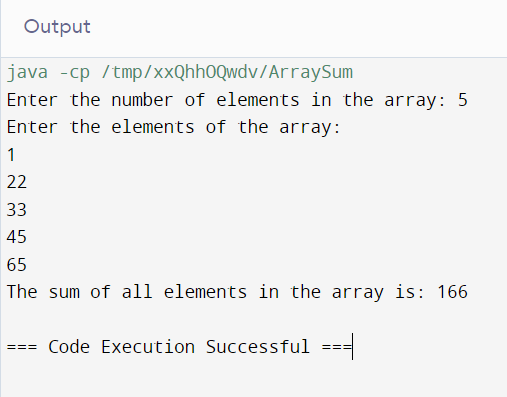 Output
java -cp /tmp/xxQhhOQwdv/ArraySum
Enter the number of elements in the array: 5
Enter the elements of the array:
1
22
33
45
65
The sum of all elements in the array is: 166
=== Code Execution Successful ===